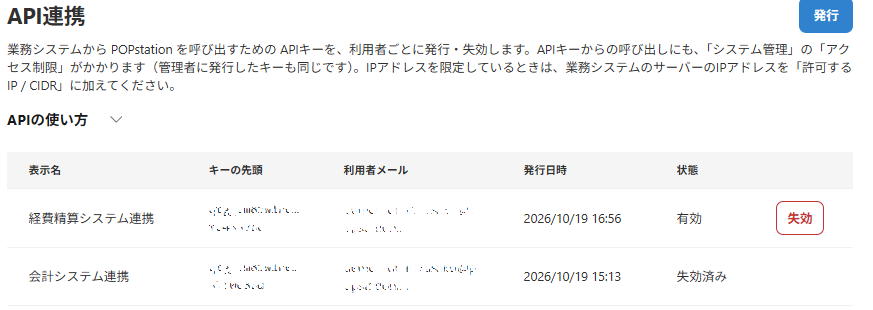 API連携
発行
業務システムから POPstation を呼び出すための APIキーを、利用者ごとに発行・失効します。APIキーからの呼び出しにも、「システム管理」の「アク
セス制限」がかかります（管理者に発行したキーも同じです）。IPアドレスを限定しているときは、業務システムのサーバーのIPアドレスを「許可する
IP / CIDR」に加えてください。
APIの使い方
表示名 キーの先頭 利用者メール 発行日時 状態
経費精算システム連携 2026/10/19 16:56 有効 失効
会計システム連携 2026/10/19 15:13 失効済み